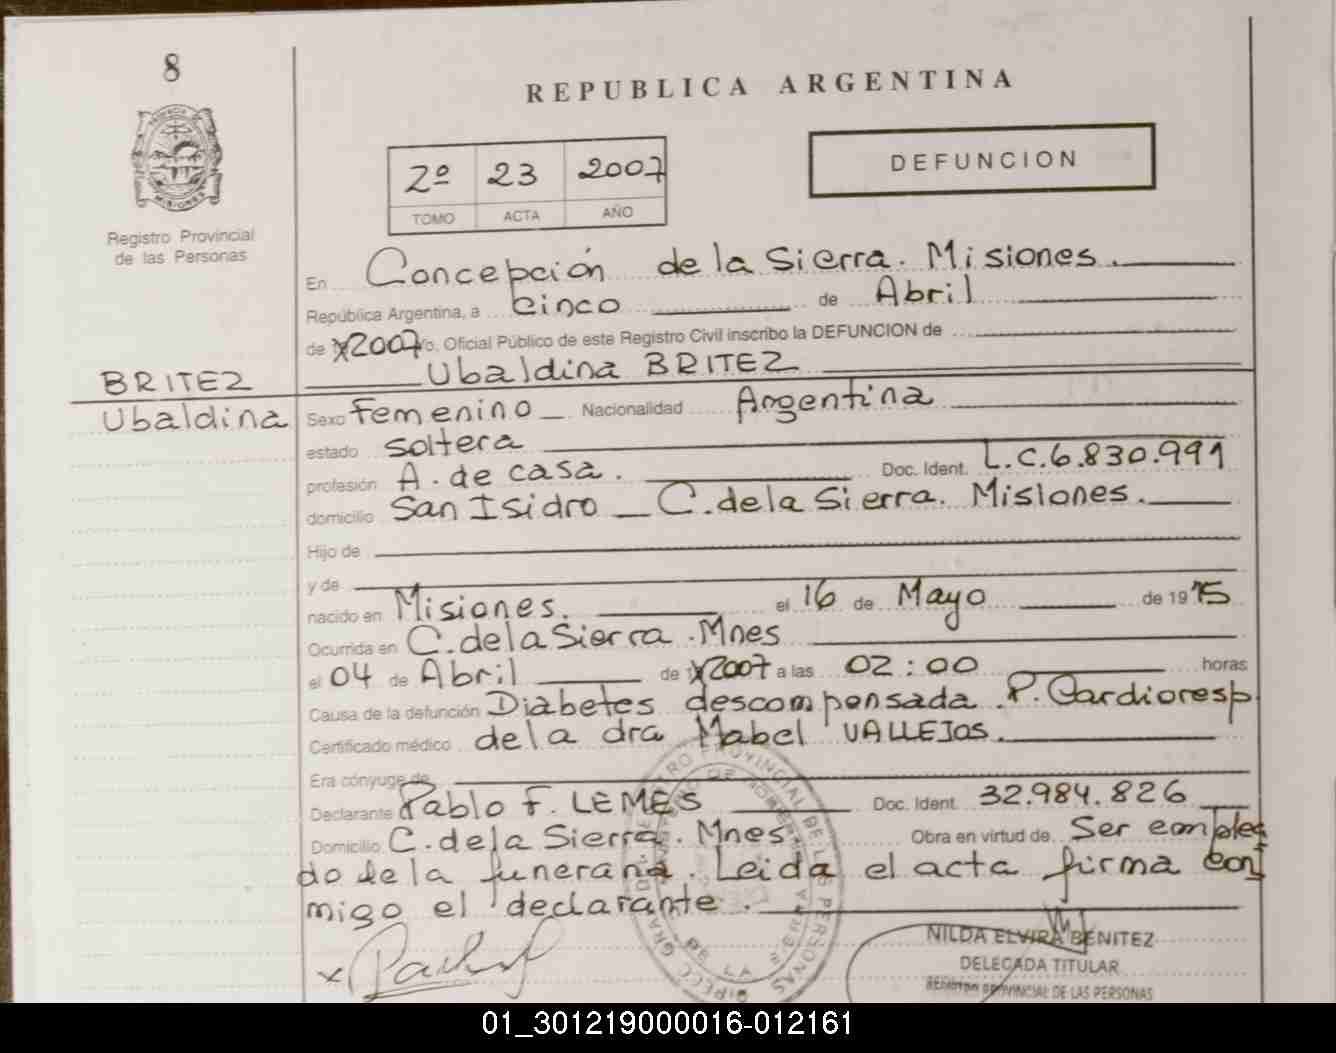 8
REPUBLICA ARGENTINA
2º 23 2007
TOMO ACTA AÑO
DEFUNCION
Registro Provincial
de las Personas
En Concepción de la Sierra. Misiones.
República Argentina, a cinco de Abril
de 2007 yo, Oficial Público de este Registro Civil inscribo la DEFUNCION de
BRITEZ Ubaldina BRITEZ
Ubaldina Sexo Femenino Nacionalidad Argentina
estado soltera
profesión A. de casa. Doc. Ident. L.C.6.830.991
domicilio San Isidro _ C. de la Sierra. Misiones.
Hijo de
y de
nacido en Misiones. el 16 de Mayo de 19 15
Ocurrida en C. de la Sierra. Mnes
el 04 de Abril de 2007 a las 02:00 horas
Causa de la defunción Diabetes descompensada. P. Cardioresp
Certificado médico de la dra Mabel VALLEJOS.
Era cónyuge de
Declarante Pablo F. LEMES Doc. Ident. 32.984.826
Domicilio C. de la Sierra. Mnes Obra en virtud de Ser emplea
do de la funeraria. Leida el acta firma con
migo el declarante.
NILDA ELVIRA BENITEZ
DELEGADA TITULAR
REGISTRO PROVINCIAL DE LAS PERSONAS
01_301219000016-012161